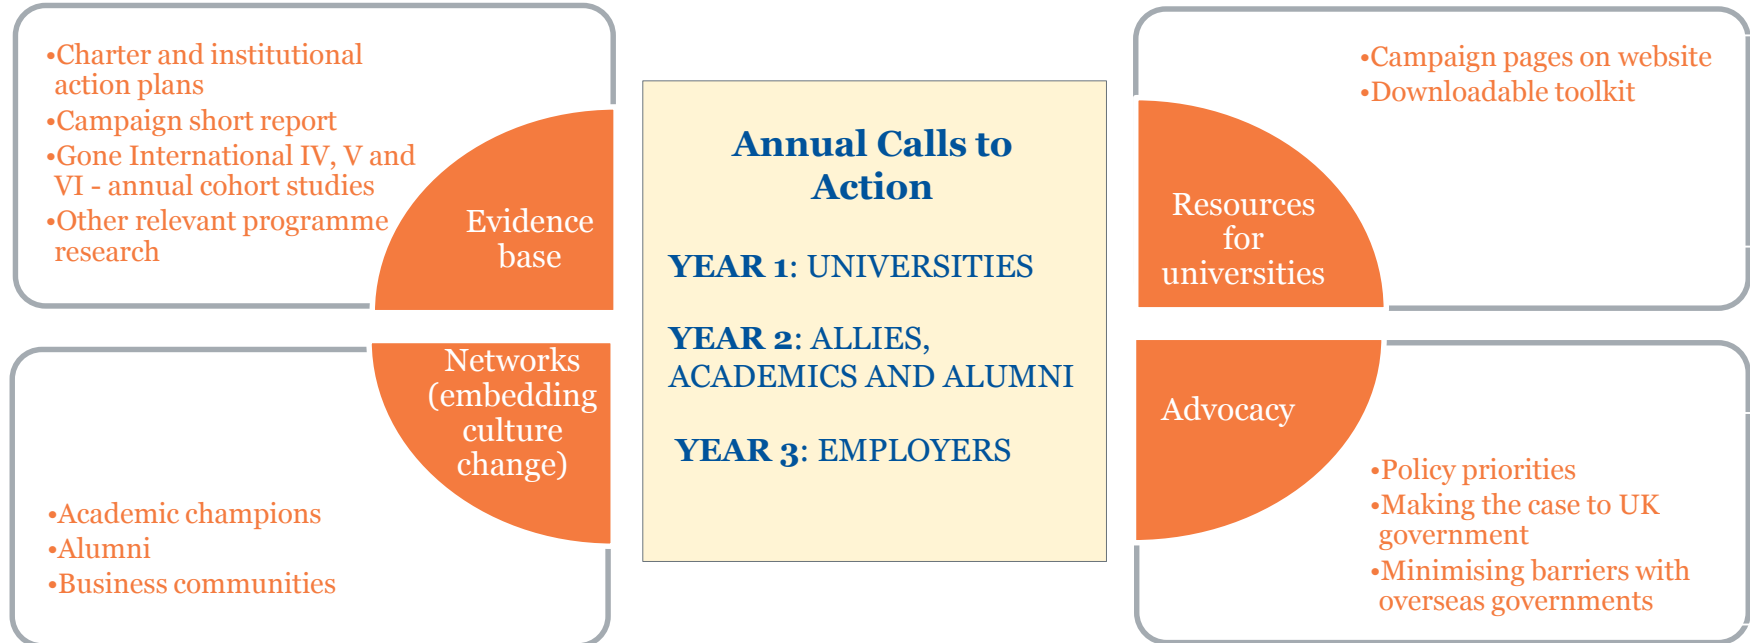 •Charter and institutional
action plans
•Campaign short report
•Gone International IV, V and
VI - annual cohort studies
•Other relevant programme
research
Evidence
base
Annual Calls to
Action
YEAR 1: UNIVERSITIES
YEAR 2: ALLIES,
ACADEMICS AND ALUMNI
YEAR 3: EMPLOYERS
•Campaign pages on website
•Downloadable toolkit
Resources
for
universities
Networks
(embedding
culture
change)
•Academic champions
•Alumni
•Business communities
Advocacy
•Policy priorities
•Making the case to UK
government
•Minimising barriers with
overseas governments